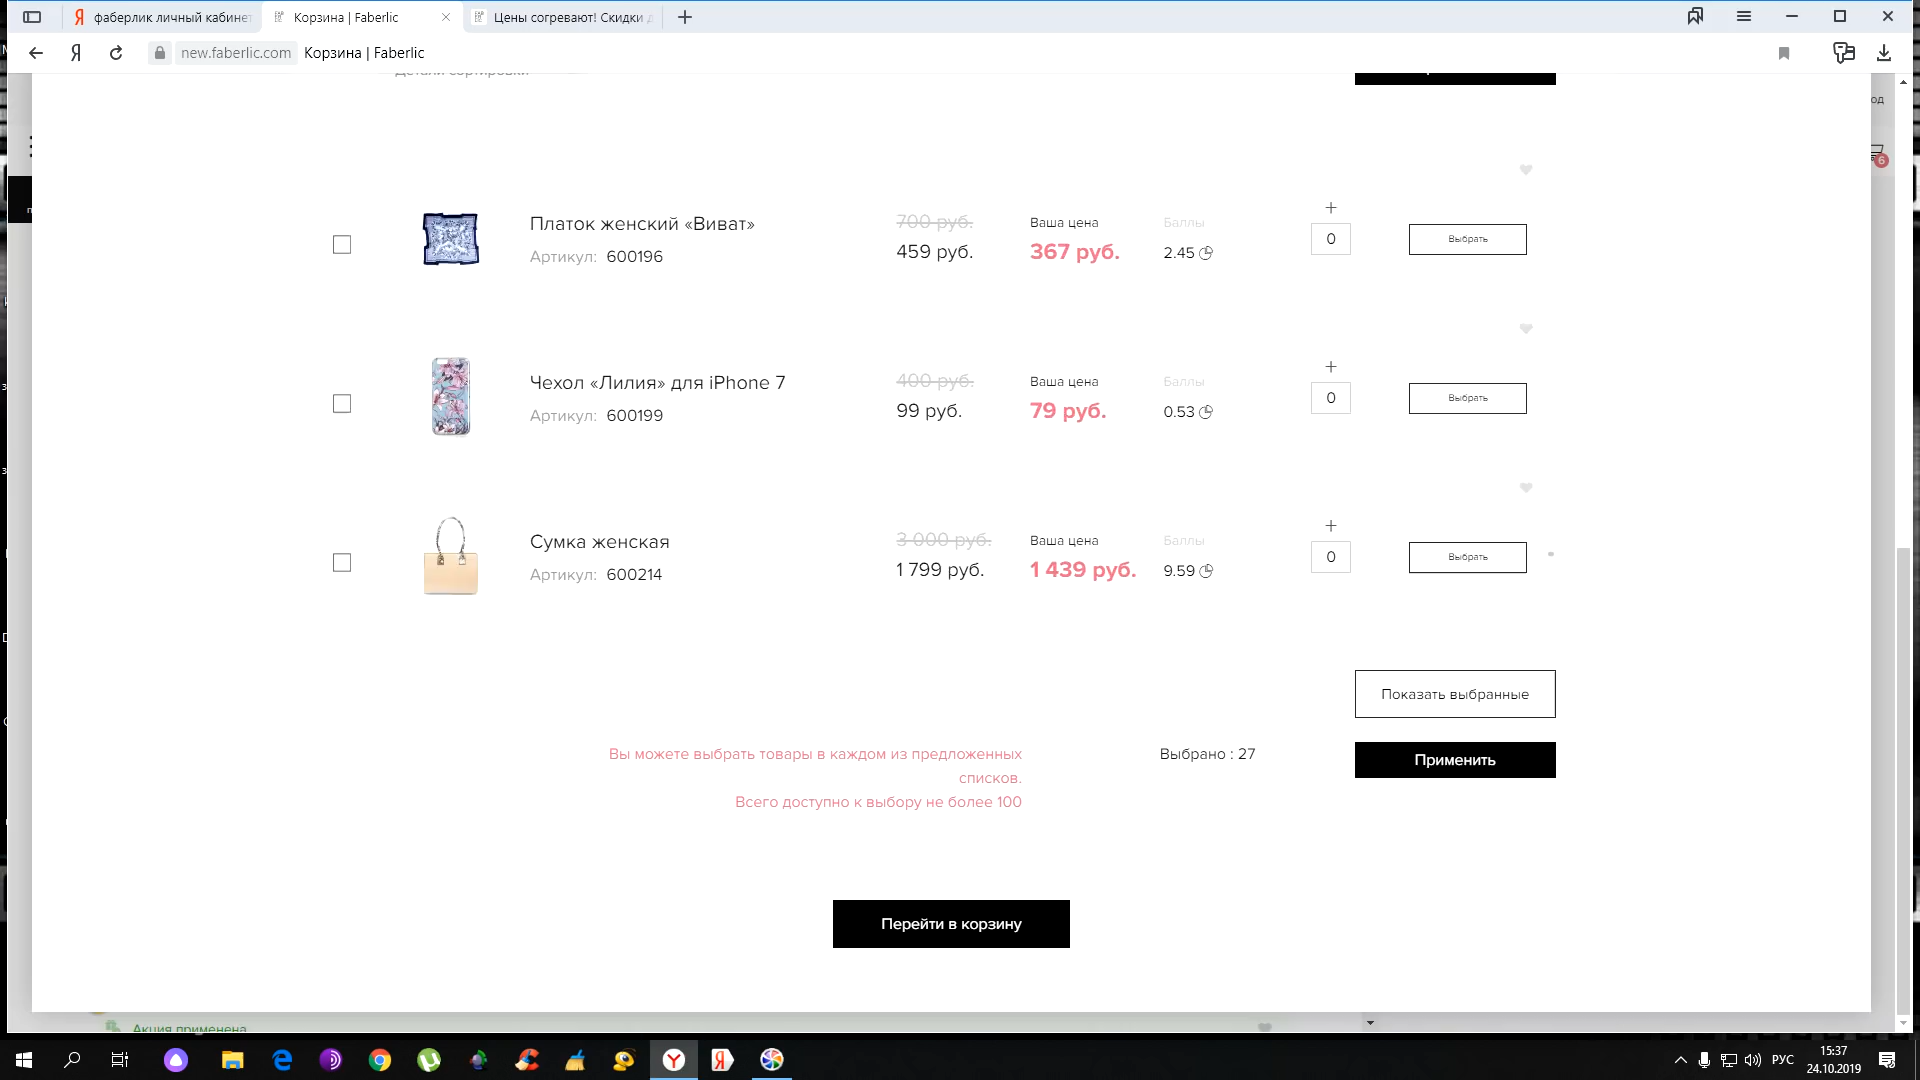 фаберлик личный кабинет
Корзина | Faberlic
Цены согревают! Скидки д
new.faberlic.com
Корзина | Faberlic
Детали сортировки
од
6
Платок женский «Виват»
Артикул: 600196
700 руб.
459 руб.
Ваша цена
367 руб.
Баллы
2.45
+
0
Выбрать
Чехол «Лилия» для iPhone 7
Артикул: 600199
400 руб.
99 руб.
Ваша цена
79 руб.
Баллы
0.53
+
0
Выбрать
Сумка женская
Артикул: 600214
3 000 руб.
1 799 руб.
Ваша цена
1 439 руб.
Баллы
9.59
+
0
Выбрать
Показать выбранные
Вы можете выбрать товары в каждом из предложенных
списков.
Всего доступно к выбору не более 100
Выбрано : 27
Применить
Перейти в корзину
Акция применена
РУС
15:37
24.10.2019